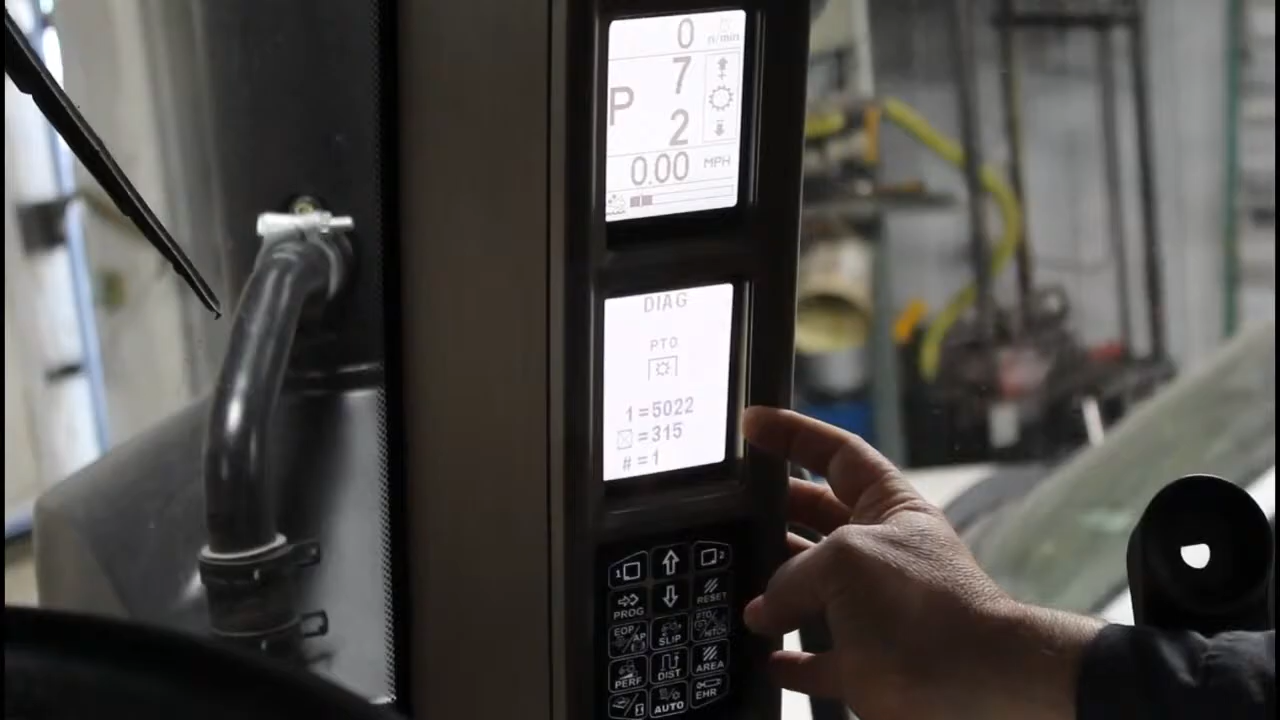 0 r/min
7
P
2
0.00 MPH
DIAG
PTO
1=5022
=315
#=1
1 2
PROG RESET
EOP/AP SLIP PTO/HITCH
PERF DIST AREA
AUTO EHR